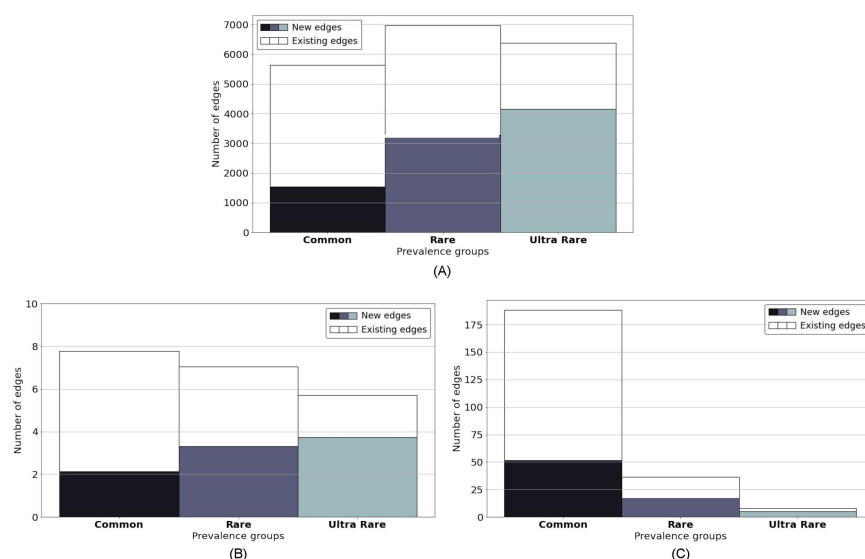 7000
6000
5000
4000
3000
2000
1000
0
Number of edges
New edges
Existing edges
Common Rare Ultra Rare
Prevalence groups
(A)
10
8
6
4
2
0
Number of edges
New edges
Existing edges
Common Rare Ultra Rare
Prevalence groups
(B)
175
150
125
100
75
50
25
0
Number of edges
New edges
Existing edges
Common Rare Ultra Rare
Prevalence groups
(C)